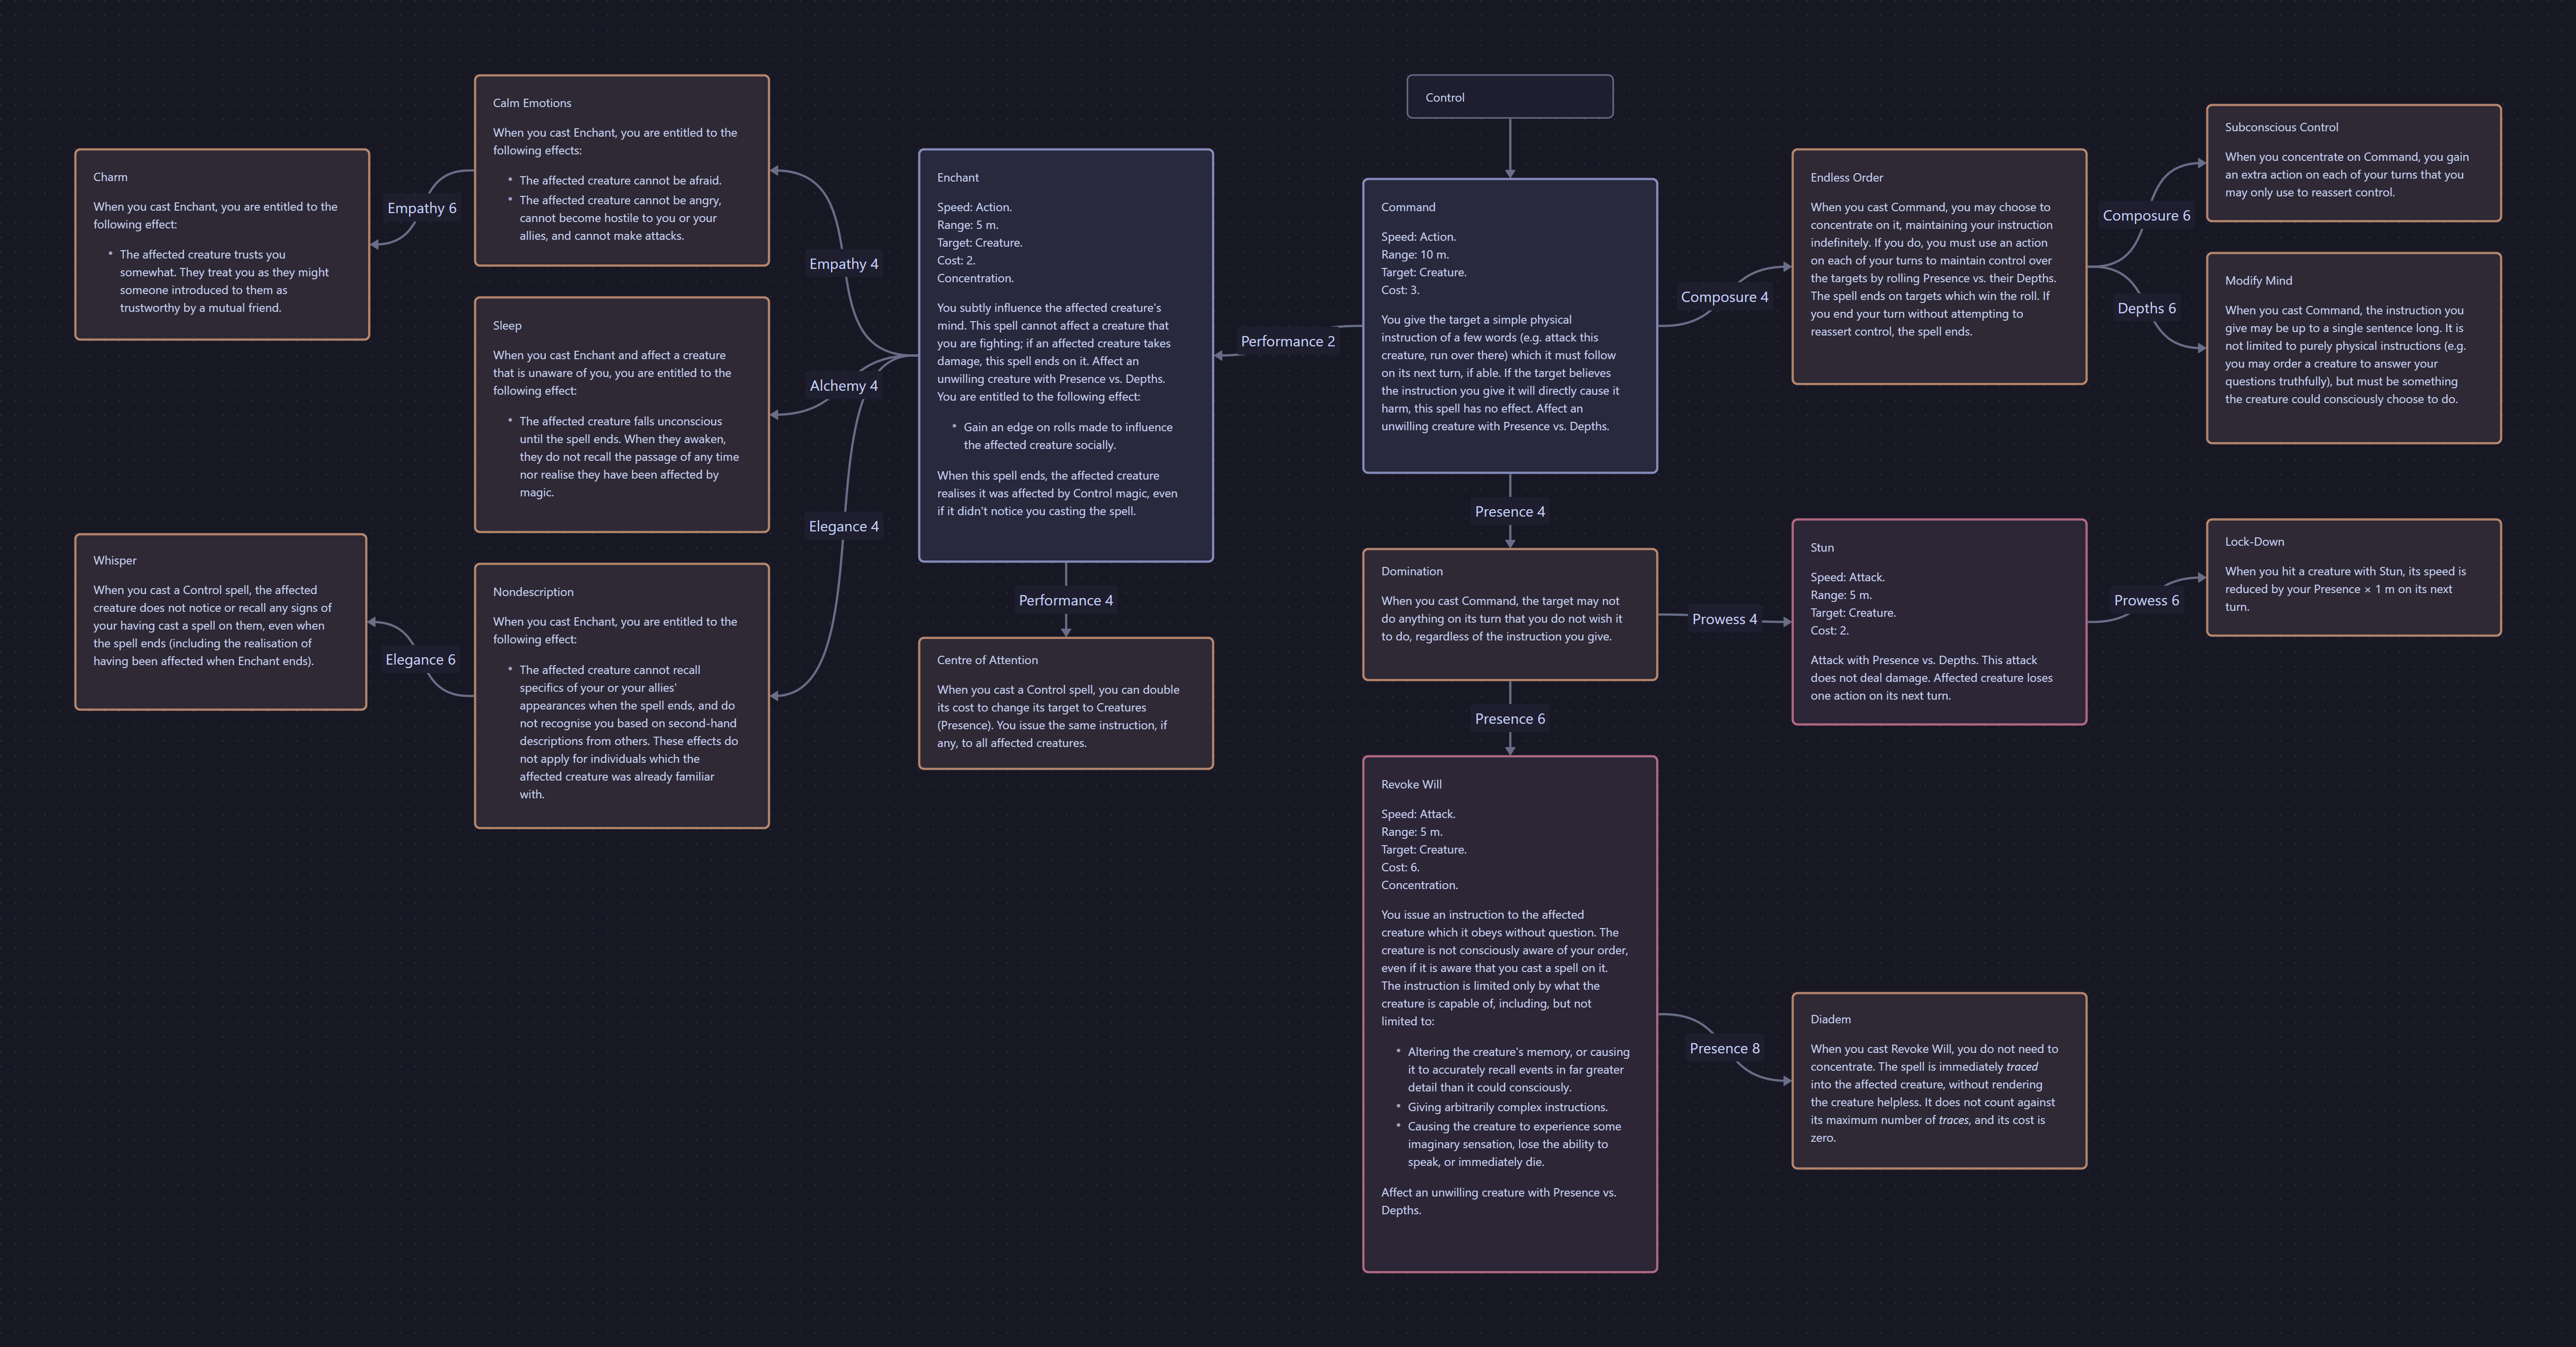 Control
Calm Emotions
When you cast Enchant, you are entitled to the
following effects:
• The affected creature cannot be afraid.
• The affected creature cannot be angry,
cannot become hostile to you or your
allies, and cannot make attacks.
Charm
When you cast Enchant, you are entitled to the
following effect:
• The affected creature trusts you
somewhat. They treat you as they might
someone introduced to them as
trustworthy by a mutual friend.
Empathy 6
Empathy 4
Sleep
When you cast Enchant and affect a creature
that is unaware of you, you are entitled to the
following effect:
• The affected creature falls unconscious
until the spell ends. When they awaken,
they do not recall the passage of any time
nor realise they have been affected by
magic.
Alchemy 4
Elegance 4
Whisper
When you cast a Control spell, the affected
creature does not notice or recall any signs of
your having cast a spell on them, even when
the spell ends (including the realisation of
having been affected when Enchant ends).
Elegance 6
Nondescription
When you cast Enchant, you are entitled to the
following effect:
• The affected creature cannot recall
specifics of your or your allies'
appearances when the spell ends, and do
not recognise you based on second-hand
descriptions from others. These effects do
not apply for individuals which the
affected creature was already familiar
with.
Enchant
Speed: Action.
Range: 5 m.
Target: Creature.
Cost: 2.
Concentration.
You subtly influence the affected creature's
mind. This spell cannot affect a creature that
you are fighting; if an affected creature takes
damage, this spell ends on it. Affect an
unwilling creature with Presence vs. Depths.
You are entitled to the following effect:
• Gain an edge on rolls made to influence
the affected creature socially.
When this spell ends, the affected creature
realises it was affected by Control magic, even
if it didn't notice you casting the spell.
Performance 4
Centre of Attention
When you cast a Control spell, you can double
its cost to change its target to Creatures
(Presence). You issue the same instruction, if
any, to all affected creatures.
Performance 2
Command
Speed: Action.
Range: 10 m.
Target: Creature.
Cost: 3.
You give the target a simple physical
instruction of a few words (e.g. attack this
creature, run over there) which it must follow
on its next turn, if able. If the target believes
the instruction you give it will directly cause it
harm, this spell has no effect. Affect an
unwilling creature with Presence vs. Depths.
Composure 4
Endless Order
When you cast Command, you may choose to
concentrate on it, maintaining your instruction
indefinitely. If you do, you must use an action
on each of your turns to maintain control over
the targets by rolling Presence vs. their Depths.
The spell ends on targets which win the roll. If
you end your turn without attempting to
reassert control, the spell ends.
Composure 6
Subconscious Control
When you concentrate on Command, you gain
an extra action on each of your turns that you
may only use to reassert control.
Depths 6
Modify Mind
When you cast Command, the instruction you
give may be up to a single sentence long. It is
not limited to purely physical instructions (e.g.
you may order a creature to answer your
questions truthfully), but must be something
the creature could consciously choose to do.
Presence 4
Domination
When you cast Command, the target may not
do anything on its turn that you do not wish it
to do, regardless of the instruction you give.
Prowess 4
Stun
Speed: Attack.
Range: 5 m.
Target: Creature.
Cost: 2.
Attack with Presence vs. Depths. This attack
does not deal damage. Affected creature loses
one action on its next turn.
Prowess 6
Lock-Down
When you hit a creature with Stun, its speed is
reduced by your Presence × 1 m on its next
turn.
Presence 6
Revoke Will
Speed: Attack.
Range: 5 m.
Target: Creature.
Cost: 6.
Concentration.
You issue an instruction to the affected
creature which it obeys without question. The
creature is not consciously aware of your order,
even if it is aware that you cast a spell on it.
The instruction is limited only by what the
creature is capable of, including, but not
limited to:
• Altering the creature's memory, or causing
it to accurately recall events in far greater
detail than it could consciously.
• Giving arbitrarily complex instructions.
• Causing the creature to experience some
imaginary sensation, lose the ability to
speak, or immediately die.
Affect an unwilling creature with Presence vs.
Depths.
Presence 8
Diadem
When you cast Revoke Will, you do not need to
concentrate. The spell is immediately traced
into the affected creature, without rendering
the creature helpless. It does not count against
its maximum number of traces, and its cost is
zero.